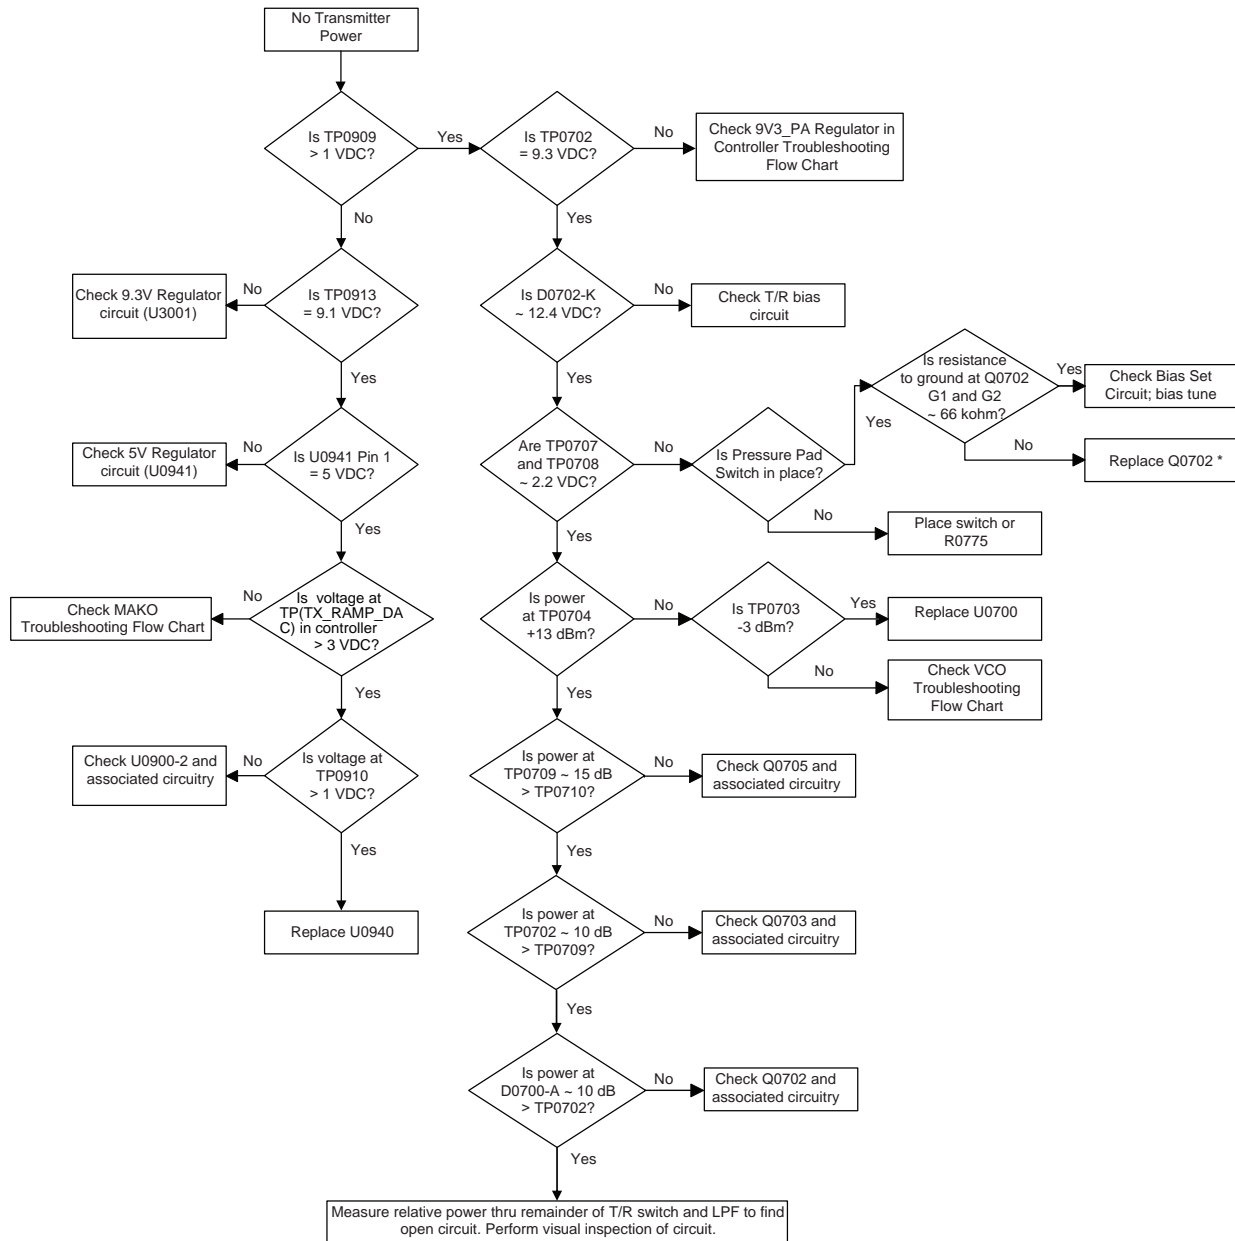 No Transmitter
Power
Is TP0909
> 1 VDC?
Yes
Is TP0702
= 9.3 VDC?
No
Check 9V3_PA Regulator in
Controller Troubleshooting
Flow Chart
No
Yes
Check 9.3V Regulator
circuit (U3001)
No
Is TP0913
= 9.1 VDC?
Is D0702-K
~ 12.4 VDC?
No
Check T/R bias
circuit
Yes
Yes
Is resistance
to ground at Q0702
G1 and G2
~ 66 kohm?
Yes
Check Bias Set
Circuit; bias tune
No
Replace Q0702 *
Check 5V Regulator
circuit (U0941)
No
Is U0941 Pin 1
= 5 VDC?
Are TP0707
and TP0708
~ 2.2 VDC?
No
Is Pressure Pad
Switch in place?
Yes
No
Place switch or
R0775
Yes
Yes
Check MAKO
Troubleshooting Flow Chart
No
Is  voltage at
TP(TX_RAMP_DA
C) in controller
> 3 VDC?
Is power
at TP0704
+13 dBm?
No
Is TP0703
-3 dBm?
Yes
Replace U0700
No
Check VCO
Troubleshooting
Flow Chart
Yes
Yes
Check U0900-2 and
associated circuitry
No
Is voltage at
TP0910
> 1 VDC?
Is power at
TP0709 ~ 15 dB
> TP0710?
No
Check Q0705 and
associated circuitry
Yes
Yes
Replace U0940
Is power at
TP0702 ~ 10 dB
> TP0709?
No
Check Q0703 and
associated circuitry
Yes
Is power at
D0700-A ~ 10 dB
> TP0702?
No
Check Q0702 and
associated circuitry
Yes
Measure relative power thru remainder of T/R switch and LPF to find
open circuit. Perform visual inspection of circuit.